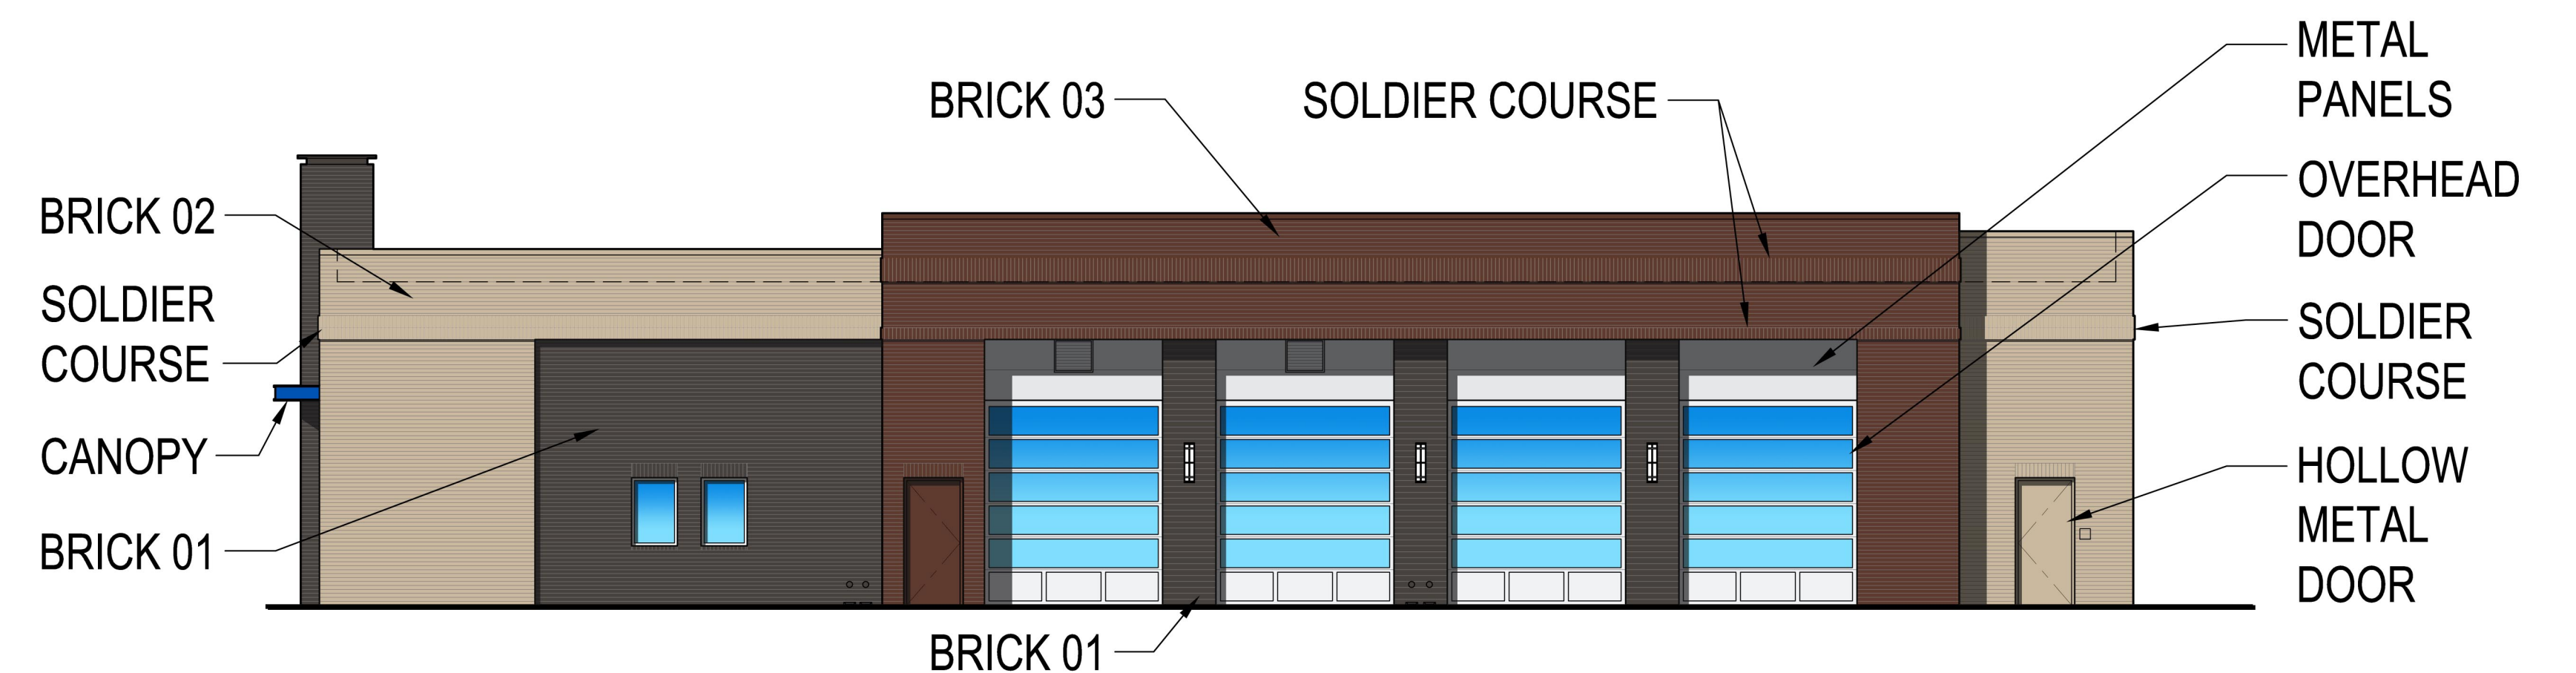 BRICK 02
SOLDIER
COURSE
CANOPY
BRICK 01
BRICK 03
SOLDIER COURSE
BRICK 01
METAL
PANELS
OVERHEAD
DOOR
SOLDIER
COURSE
HOLLOW
METAL
DOOR